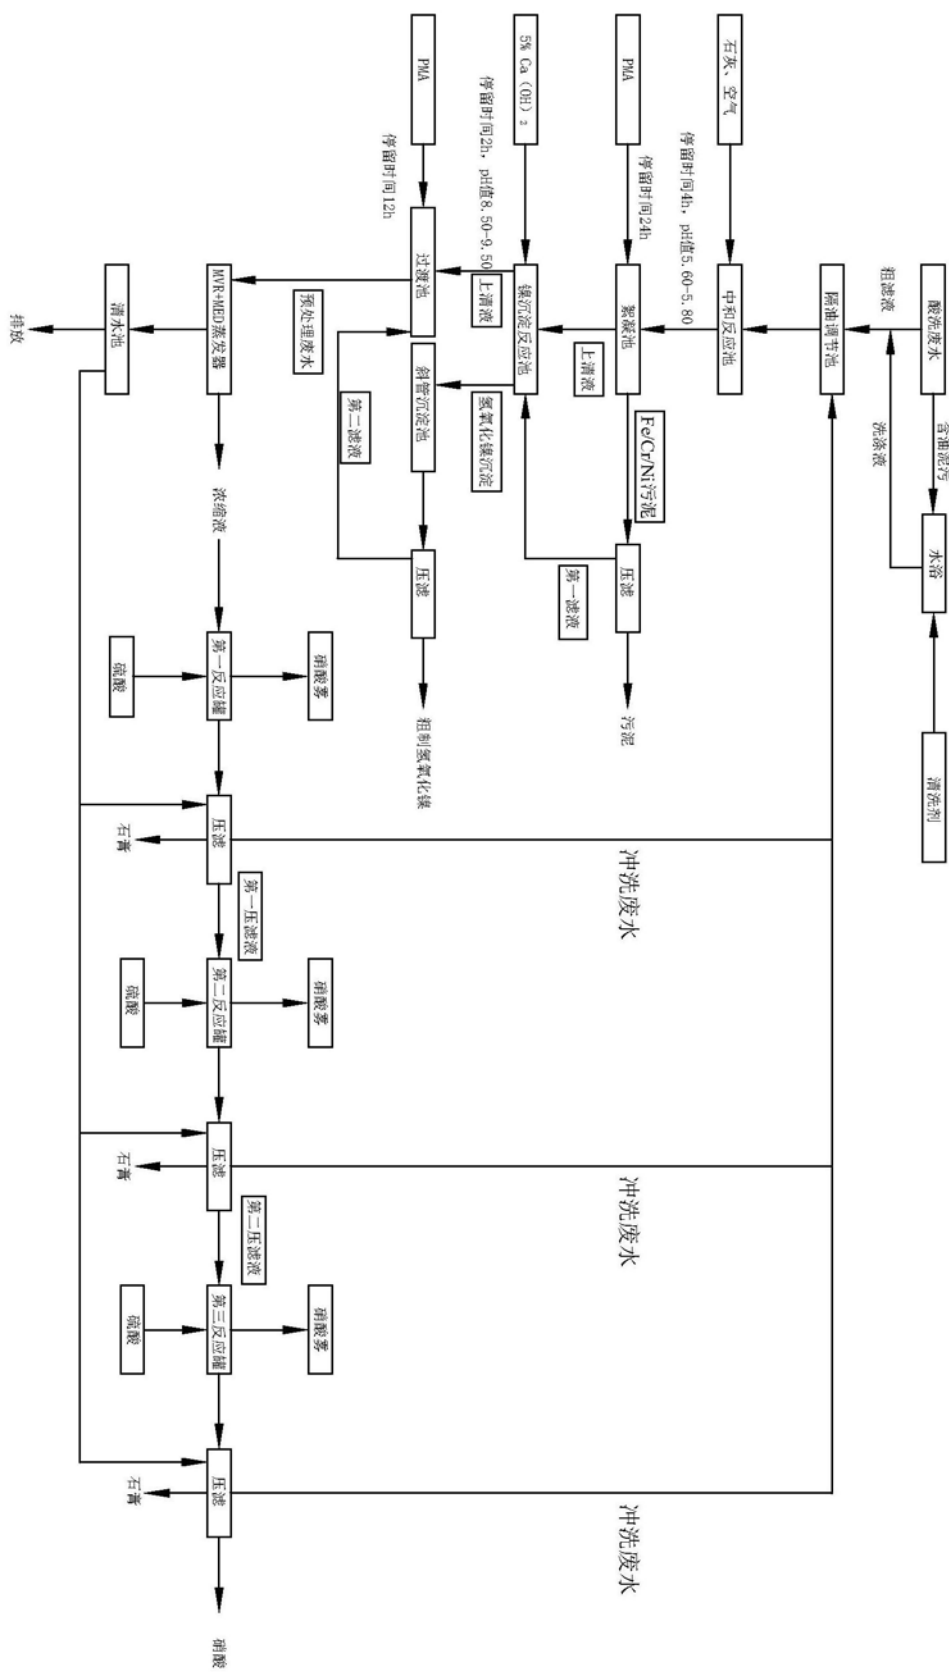 酸洗废水
含油泥污
水浴
清洗剂
粗滤液
洗涤液
隔油调节池
石灰、空气
中和反应池
停留时间4h，pH值5.60-5.80
PMA
絮凝池
Fe/Cr/Ni污泥
压滤
污泥
停留时间24h
上清液
第一滤液
5% Ca（OH）₂
镍沉淀反应池
停留时间2h，pH值8.50-9.50
上清液
氢氧化镍沉淀
PMA
过渡池
斜管沉淀池
压滤
粗制氢氧化镍
停留时间12h
预处理废水
第二滤液
MVR+MED蒸发器
浓缩液
第一反应罐
压滤
第二反应罐
压滤
第三反应罐
压滤
硝酸
硝酸雾
硝酸雾
硝酸雾
第一压滤液
第二压滤液
硫酸
石膏
硫酸
石膏
硫酸
石膏
冲洗废水
冲洗废水
冲洗废水
清水池
排放